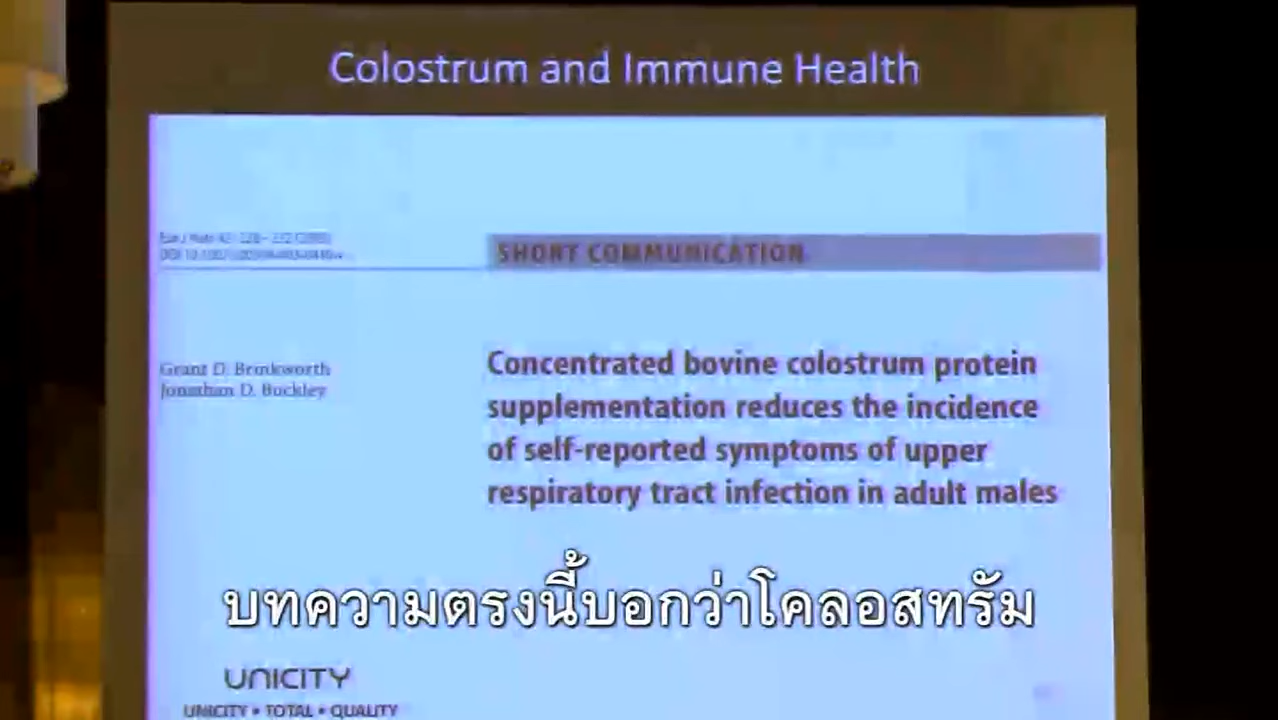 Colostrum and Immune Health
SHORT COMMUNICATION
Grant D. Brinkworth
Jonathan D. Buckley
Concentrated bovine colostrum protein
supplementation reduces the incidence
of self-reported symptoms of upper
respiratory tract infection in adult males
บทความตรงนี้บอกว่าโคลอสทรัม
UNICITY
UNICITY • TOTAL • QUALITY